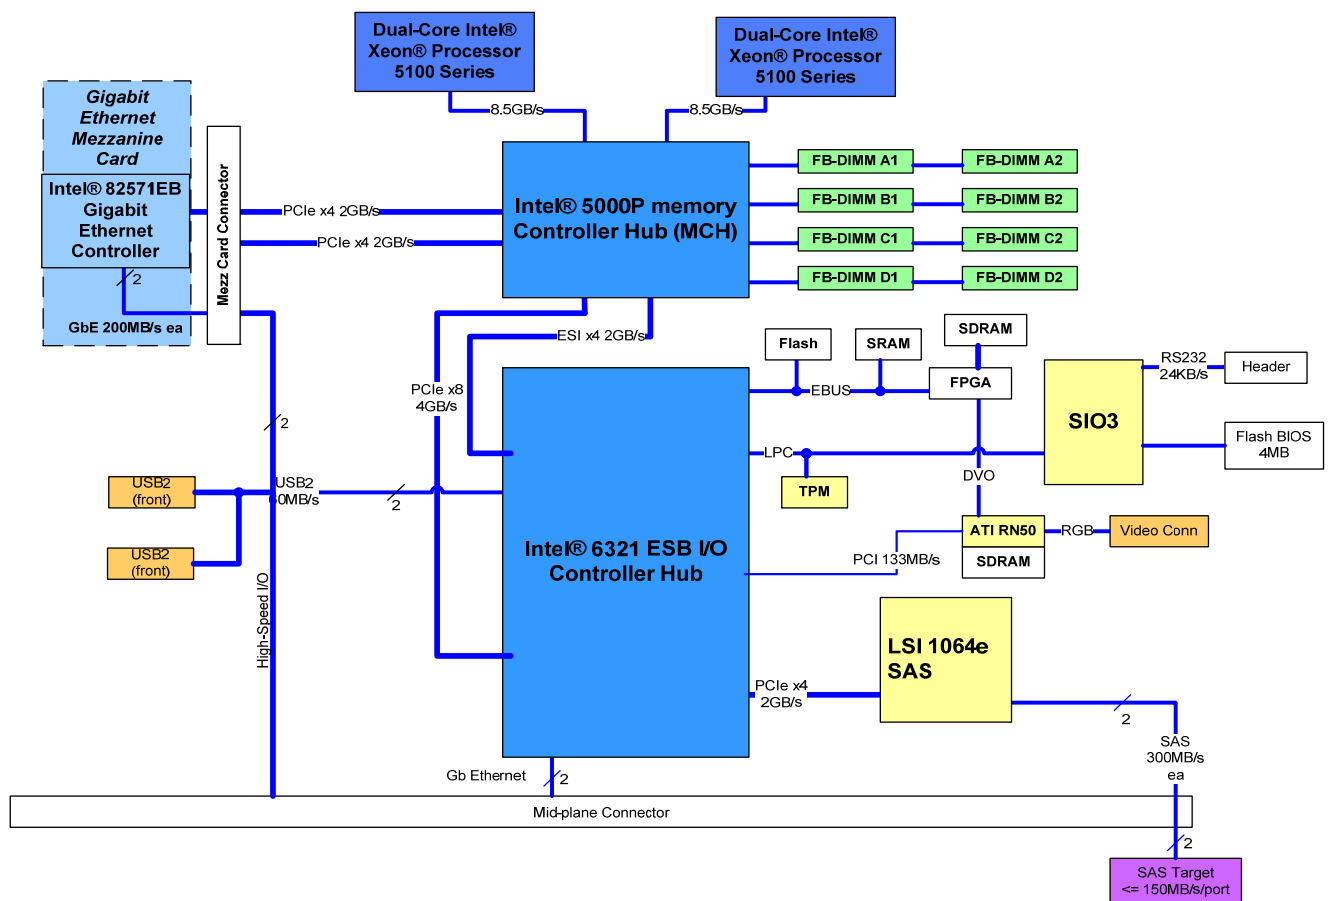 Dual-Core Intel®
Xeon® Processor
5100 Series
Dual-Core Intel®
Xeon® Processor
5100 Series
8.5GB/s
8.5GB/s
Gigabit
Ethernet
Mezzanine
Card
Intel® 82571EB
Gigabit
Ethernet
Controller
2
GbE 200MB/s ea
Mezz Card Connector
PCIe x4 2GB/s
PCIe x4 2GB/s
Intel® 5000P memory
Controller Hub (MCH)
FB-DIMM A1
FB-DIMM A2
FB-DIMM B1
FB-DIMM B2
FB-DIMM C1
FB-DIMM C2
FB-DIMM D1
FB-DIMM D2
ESI x4 2GB/s
PCIe x8
4GB/s
Flash
SRAM
SDRAM
EBUS
FPGA
SIO3
RS232
24KB/s
Header
Flash BIOS
4MB
LPC
TPM
DVO
2
USB2
(front)
USB2
(front)
USB2
60MB/s
2
Intel® 6321 ESB I/O
Controller Hub
ATI RN50
SDRAM
RGB
Video Conn
PCI 133MB/s
High-Speed I/O
LSI 1064e
SAS
PCIe x4
2GB/s
2
SAS
300MB/s
ea
Gb Ethernet
2
Mid-plane Connector
2
SAS Target
<= 150MB/s/port